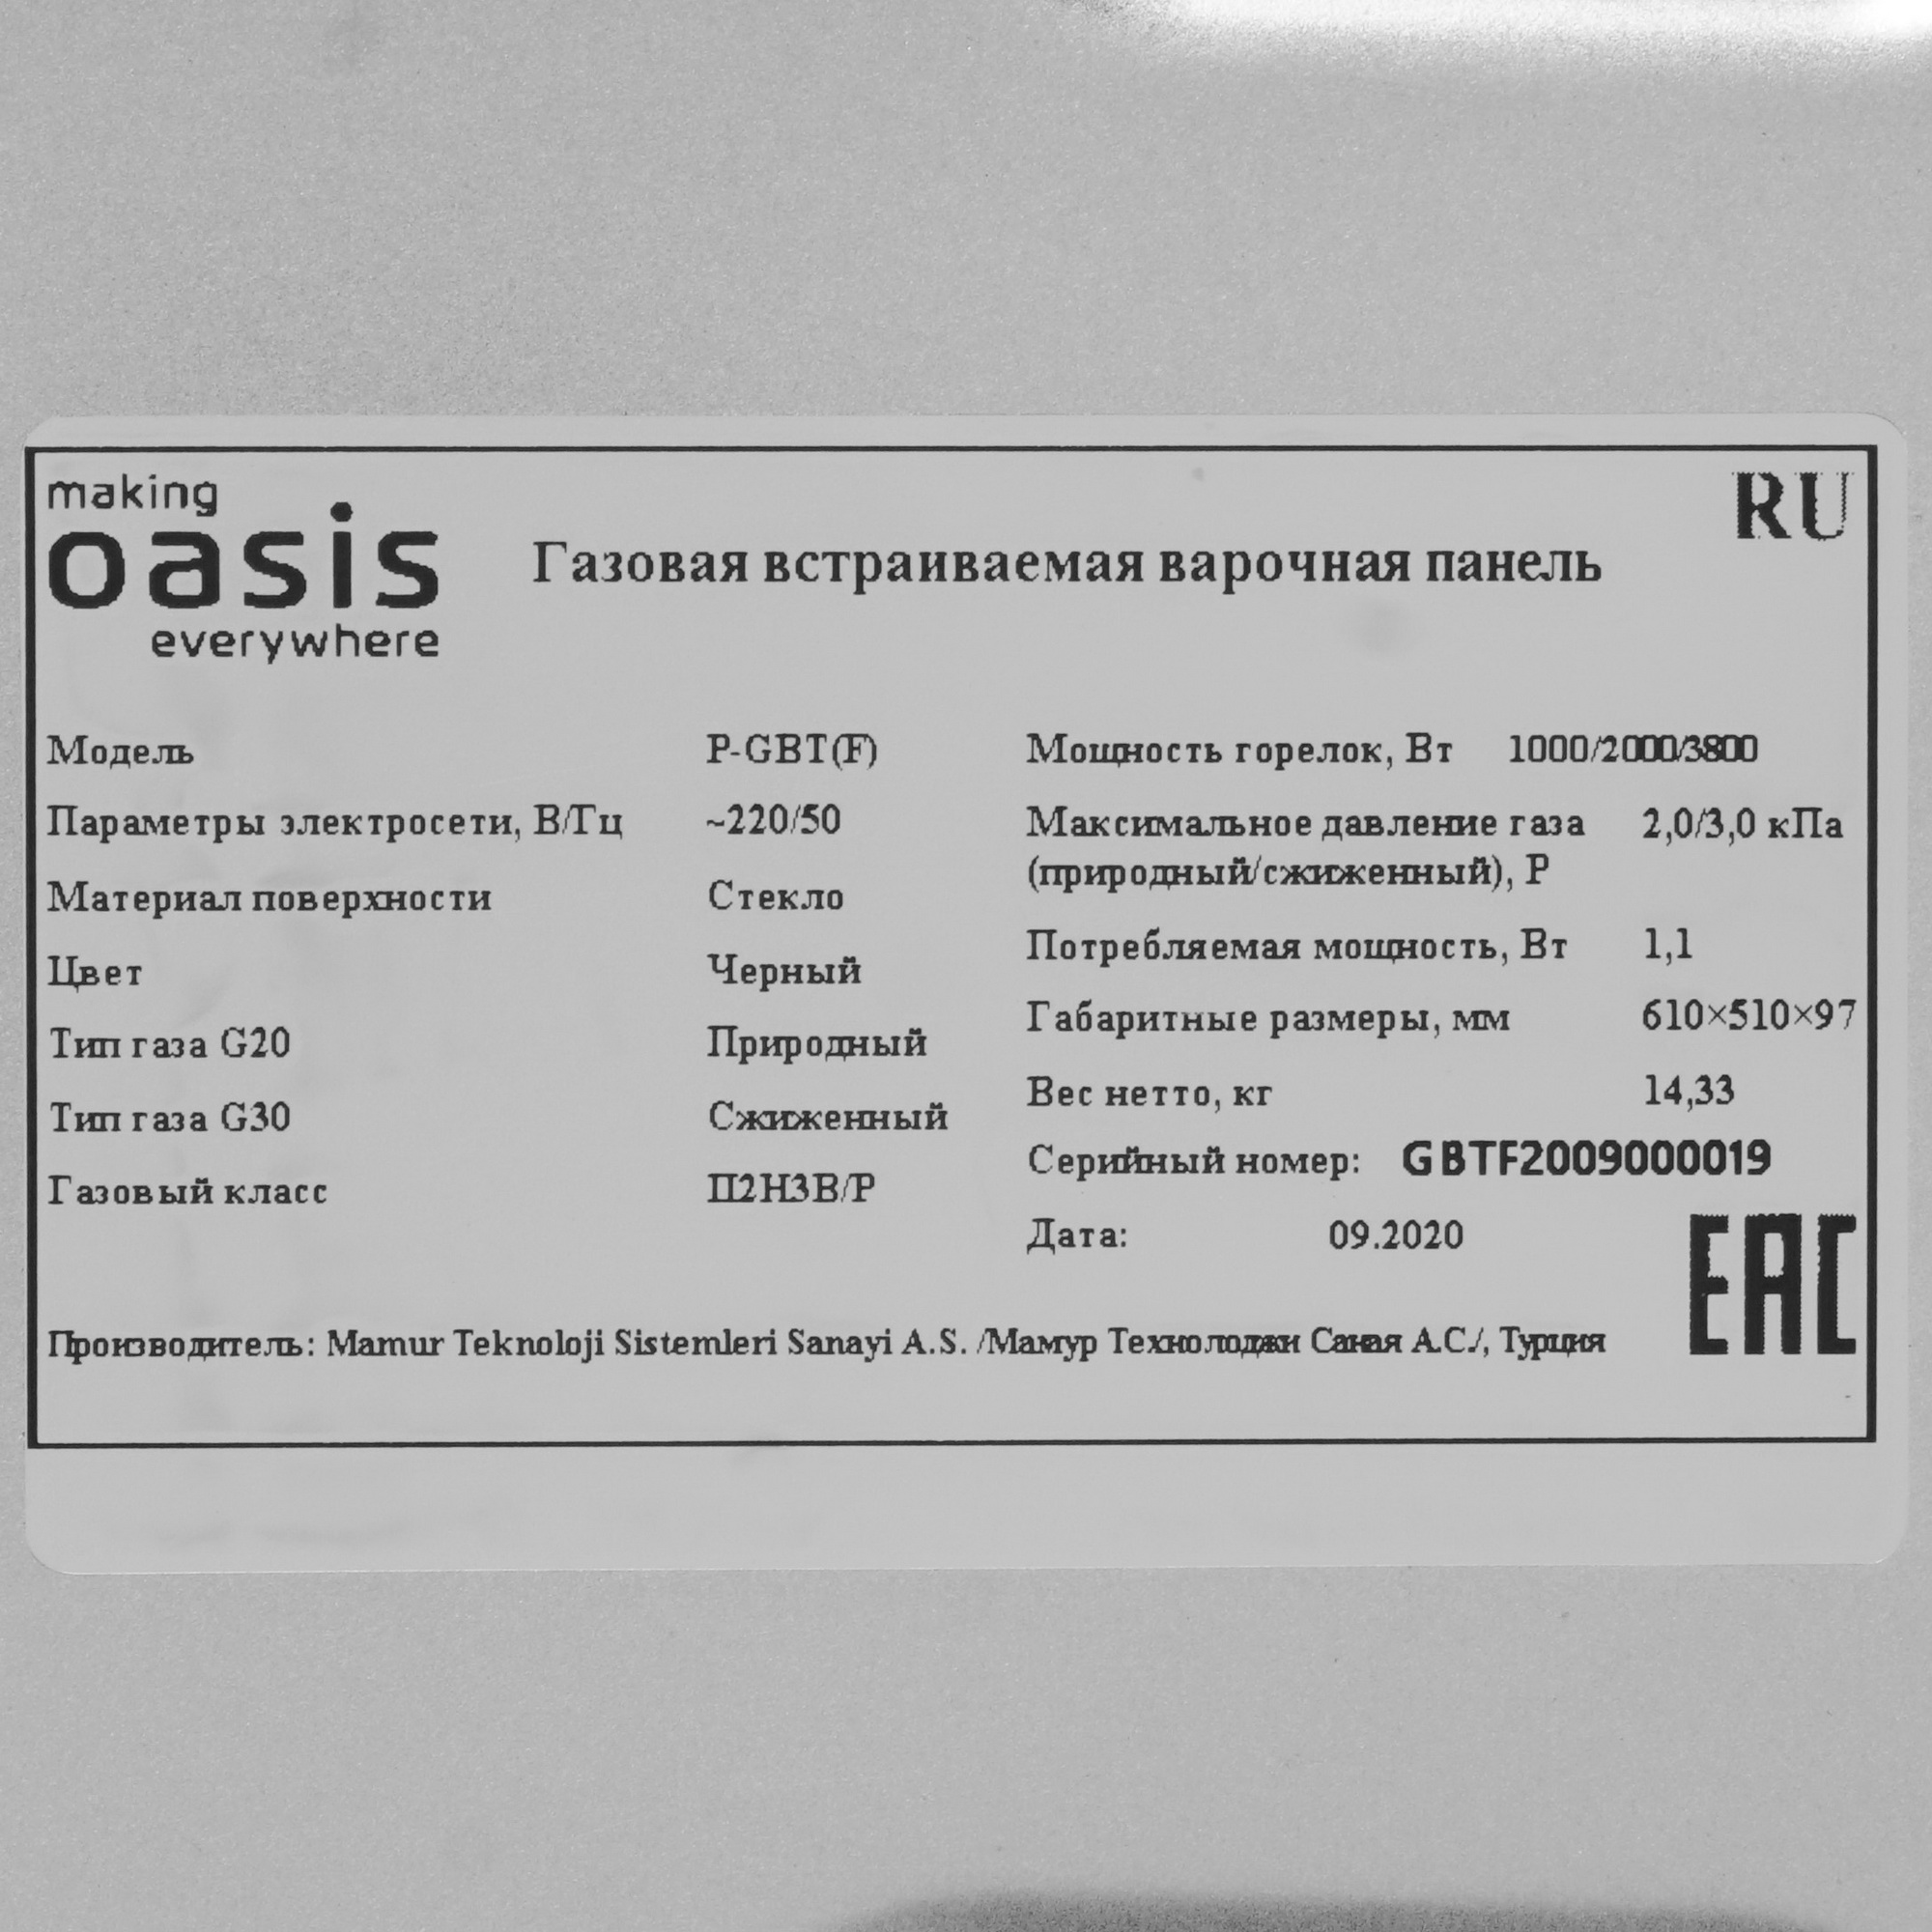 making
oasis
everywhere
RU
Газовая встраиваемая варочная панель
Модель P-GBT(F)
Параметры электросети, В/Гц ~220/50
Материал поверхности Стекло
Цвет Черный
Тип газа G20 Природный
Тип газа G30 Сжиженный
Газовый класс П2Н3В/Р
Мощность горелок, Вт 1000/2000/3800
Максимальное давление газа 2,0/3,0 кПа
(природный/сжиженный), Р
Потребляемая мощность, Вт 1,1
Габаритные размеры, мм 610×510×97
Вес нетто, кг 14,33
Серийный номер: GBTF2009000019
Дата: 09.2020
EAC
Производитель: Mamur Teknoloji Sistemleri Sanayi A.S. /Мамур Технолоджи Саная А.С./, Турция